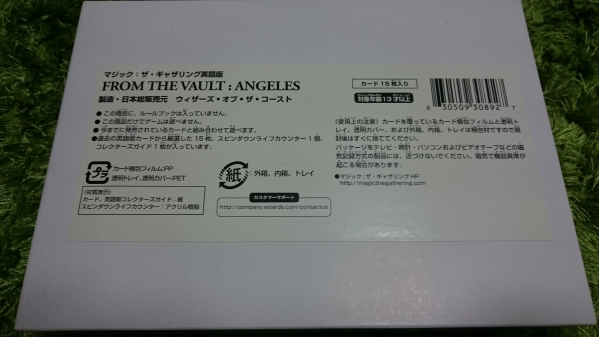 マジック：ザ・ギャザリング英語版
FROM THE VAULT : ANGELES
製造・日本総販売元　ウィザーズ・オブ・ザ・コースト
●この商品に、ルールブックは入っていません。
●この商品だけでゲームは遊べません。
●今までに発売されているカードと組み合わせて遊べます。
●過去の英語版カードから厳選した15枚、スピンダウンライフカウンター1個、
コレクターズガイド1枚が入っています。
プラ
カード梱包フィルム:PP
透明トレイ、透明カバー:PET
紙
外箱、内箱、トレイ
《材質表示》
カード、英語版コレクターズガイド：紙
スピンダウンライフカウンター：アクリル樹脂
カスタマーサポート
http://company.wizards.com/contactus
カード15枚入り
対象年齢13才以上
6 30509 30892 7
〈使用上の注意〉カードを覆っているカード梱包フィルムと透明ト
レイ、透明カバー、および外箱、内箱、トレイは梱包材ですので開
封後はすぐに捨ててください。
パッケージをテレビ・時計・パソコンおよびビデオテープなどの磁
気記録方式の製品には、近づけないでください。磁気で機能異常が
起こる場合があります。
●マジック：ザ・ギャザリングHP
http://magicthegathering.com